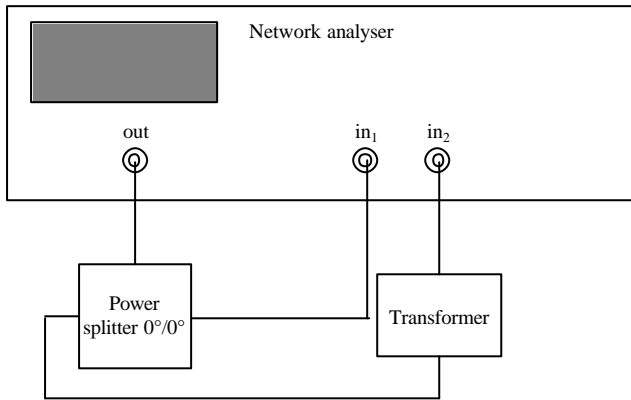 Network analyser
out
in₁
in₂
Power
splitter 0°/0°
Transformer